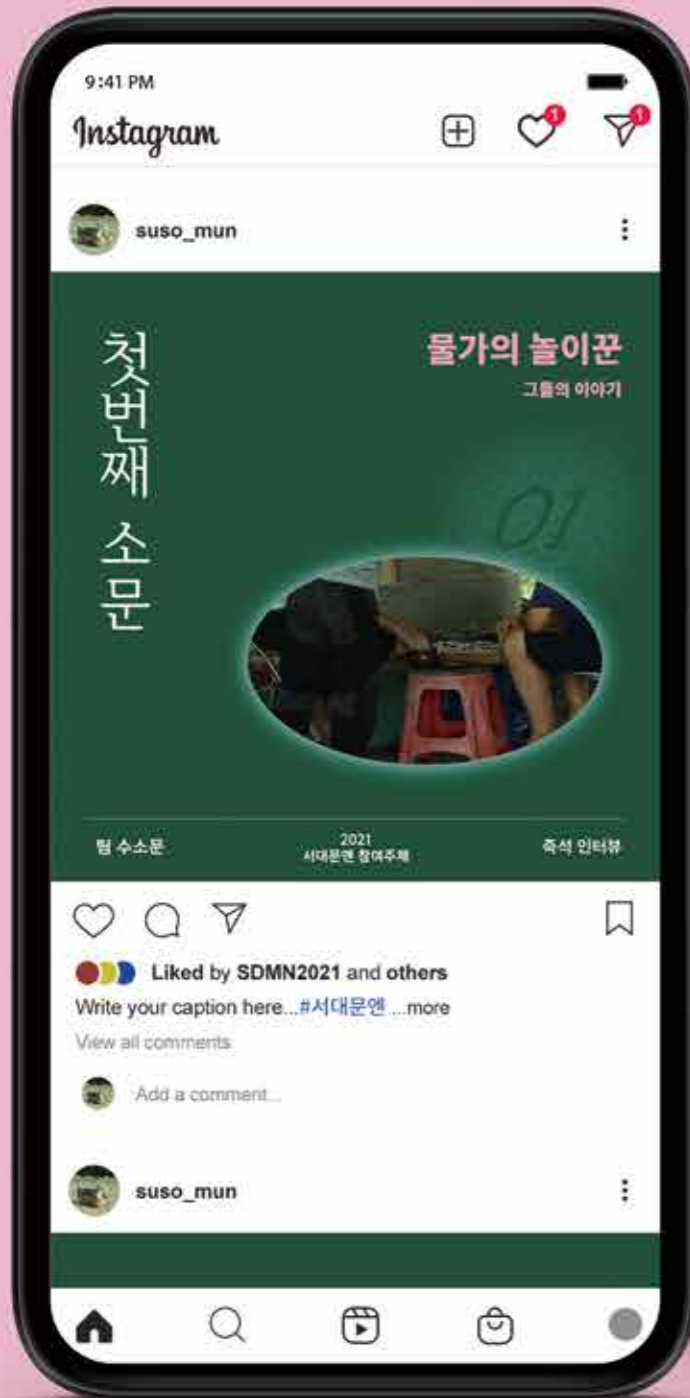 9:41 PM
Instagram
1
1
suso_mun
첫번째 소문
물가의 놀이꾼
그들의 이야기
01
팀 수소문
2021
서대문엔 참여주체
즉석 인터뷰
Liked by SDMN2021 and others
Write your caption here...#서대문엔 ...more
View all comments
Add a comment...
suso_mun